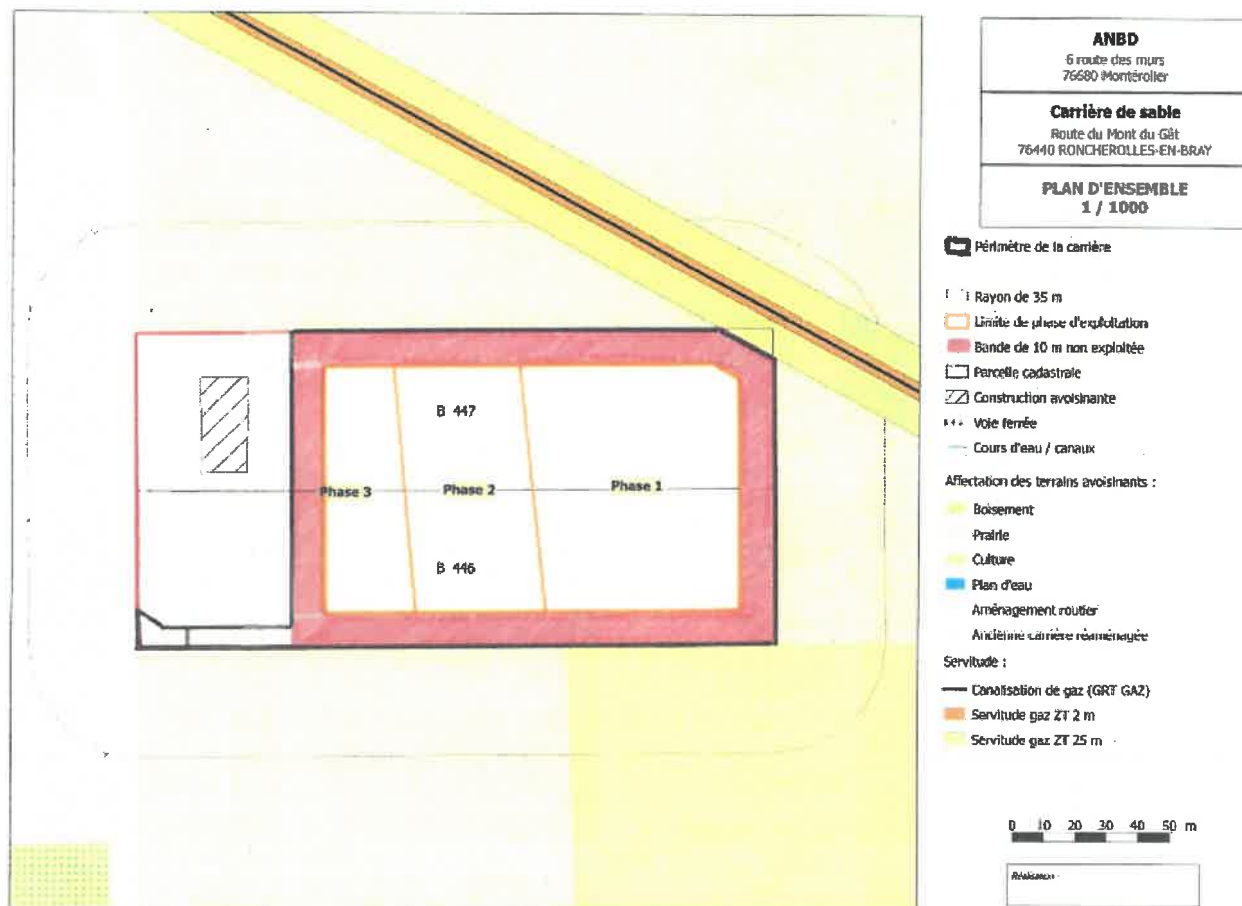 ANBD
6 route des murs
76680 Montérolier
Carrière de sable
Route du Mont du Gât
76440 RONCHEROLLES-EN-BRAY
PLAN D'ENSEMBLE
1 / 1000
Périmètre de la carrière
Rayon de 35 m
Limite de phase d'exploitation
Bande de 10 m non exploitée
Parcelle cadastrale
Construction avoisinante
Voie ferrée
Cours d'eau / canaux
Affectation des terrains avoisinants :
Boisement
Prairie
Culture
Plan d'eau
Aménagement routier
Ancienne carrière réaménagée
Servitude :
Canalisation de gaz (GRT GAZ)
Servitude gaz ZT 2 m
Servitude gaz ZT 25 m
0 10 20 30 40 50 m
Réalisation :
B 447
Phase 3 Phase 2 Phase 1
B 446